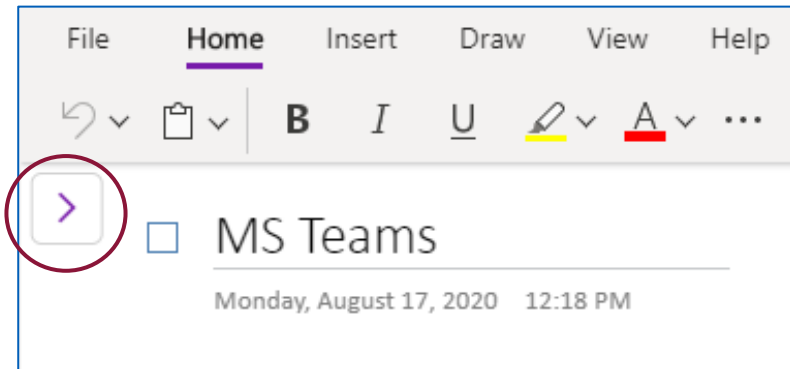 File Home Insert Draw View Help
B I U A ...
MS Teams
Monday, August 17, 2020 12:18 PM